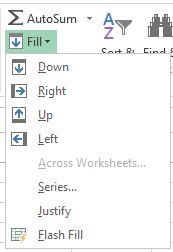 AutoSum
Fill
Down
Right
Up
Left
Across Worksheets...
Series...
Justify
Flash Fill
A
Z
Sort &
Find &